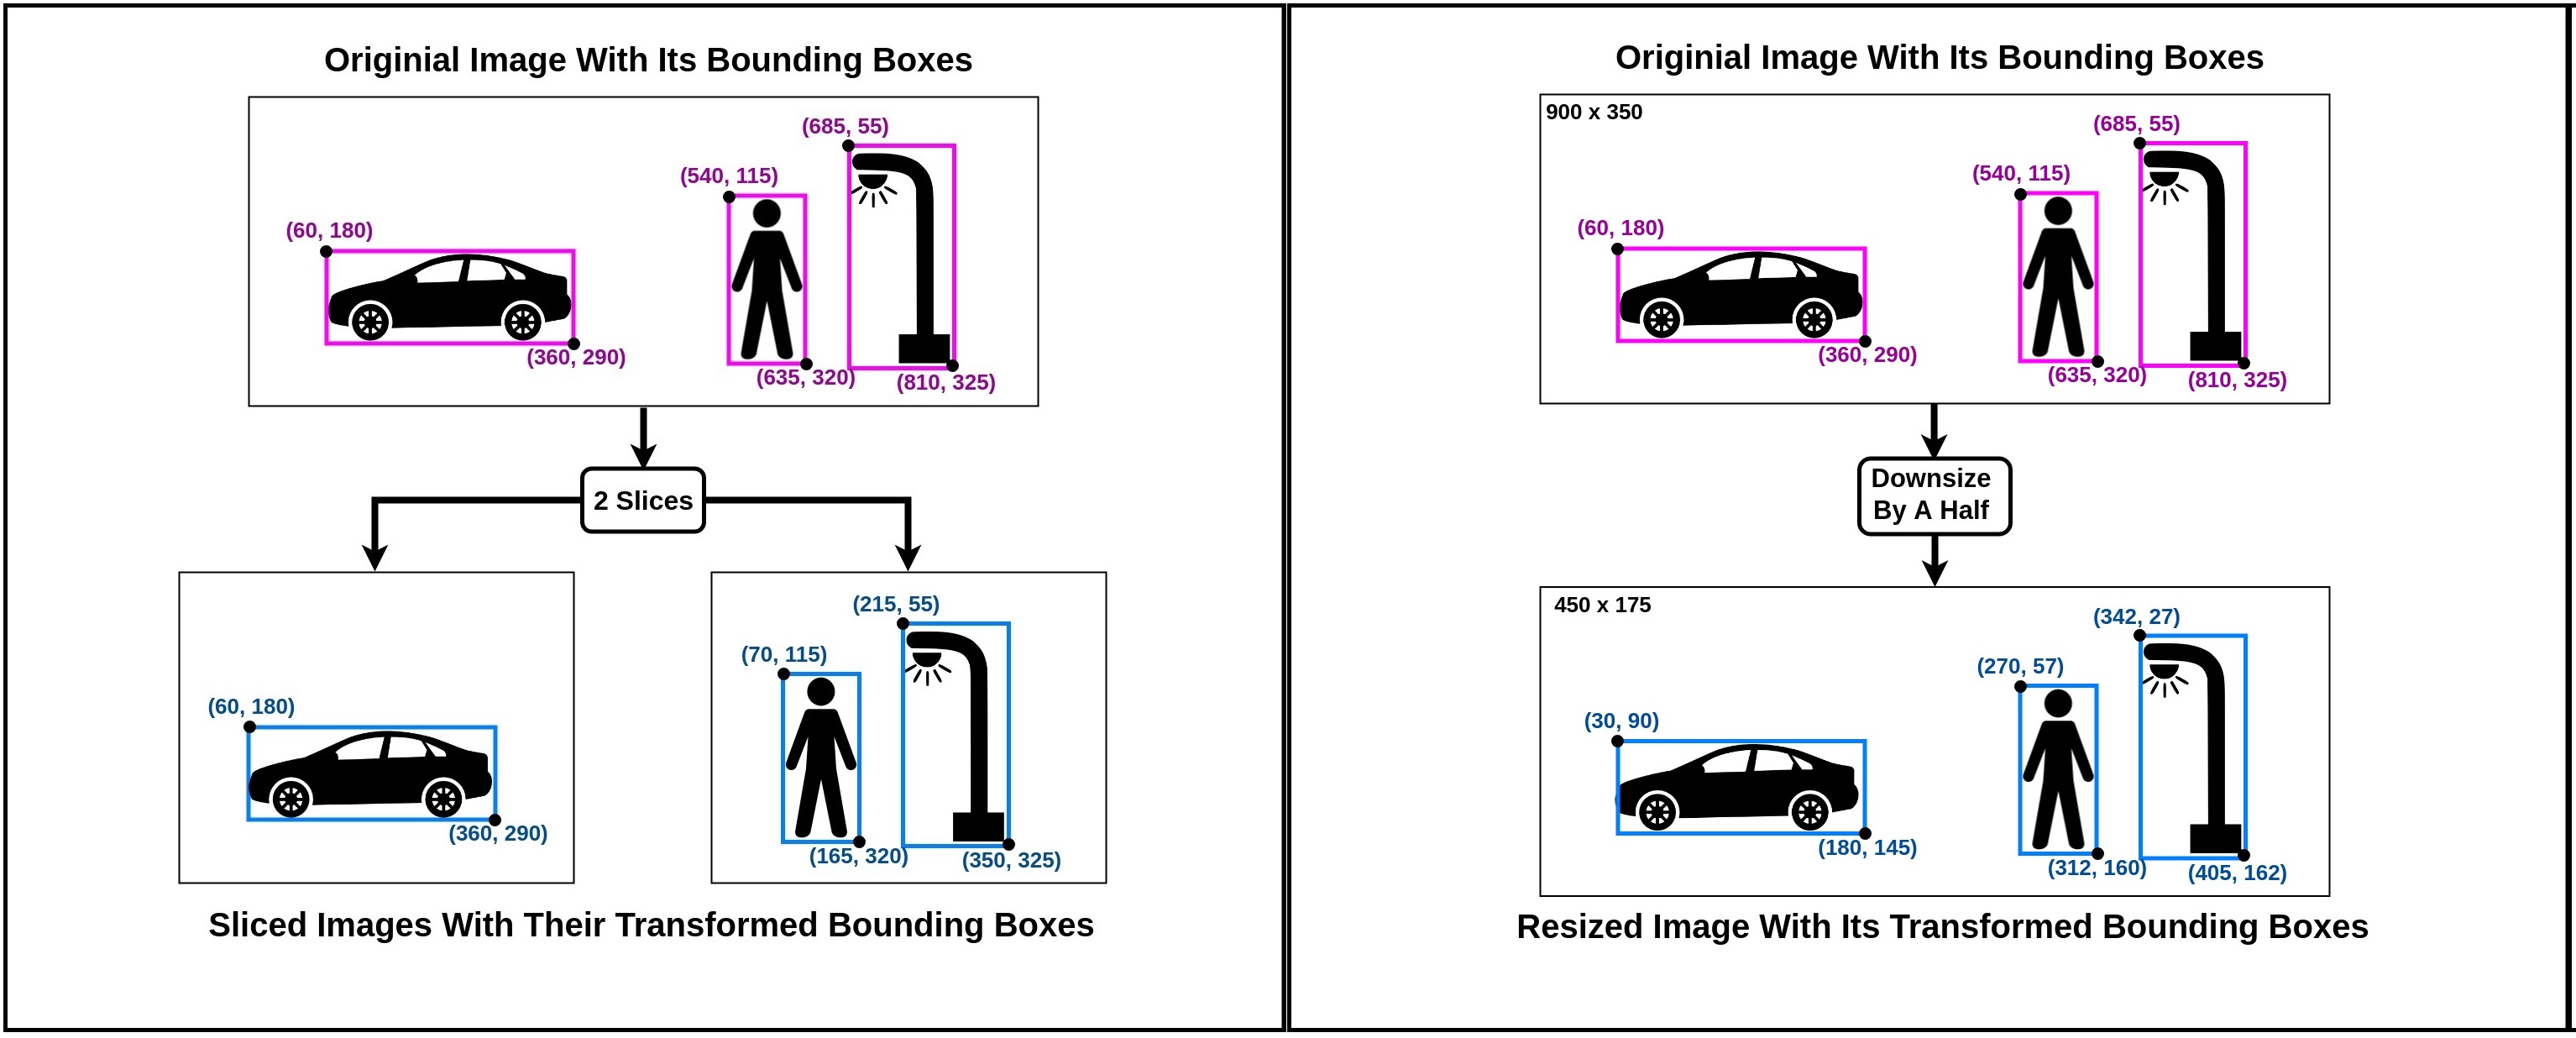 Originial Image With Its Bounding Boxes
(685, 55)
(540, 115)
(60, 180)
(360, 290)
(635, 320)
(810, 325)
2 Slices
(215, 55)
(70, 115)
(60, 180)
(360, 290)
(165, 320)
(350, 325)
Sliced Images With Their Transformed Bounding Boxes
Originial Image With Its Bounding Boxes
900 x 350
(685, 55)
(540, 115)
(60, 180)
(360, 290)
(635, 320)
(810, 325)
Downsize
By A Half
450 x 175
(342, 27)
(270, 57)
(30, 90)
(180, 145)
(312, 160)
(405, 162)
Resized Image With Its Transformed Bounding Boxes